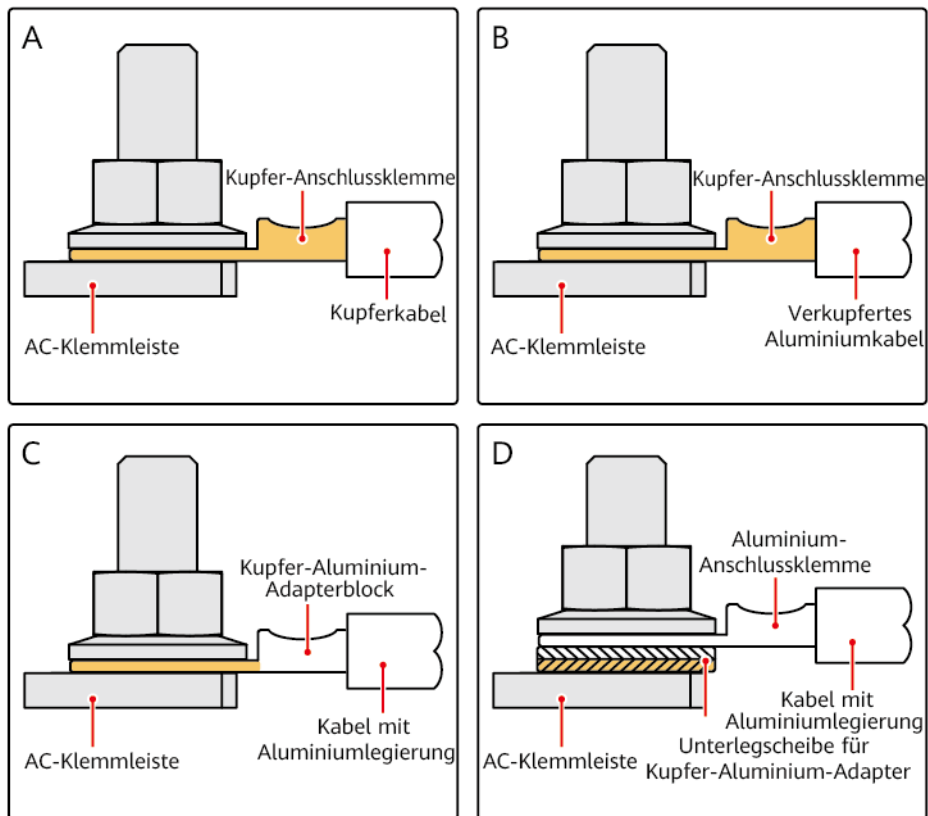 A
Kupfer-Anschlussklemme
Kupferkabel
AC-Klemmleiste
B
Kupfer-Anschlussklemme
Verkupfertes
Aluminiumkabel
AC-Klemmleiste
C
Kupfer-Aluminium-
Adapterblock
Kabel mit
Aluminiumlegierung
AC-Klemmleiste
D
Aluminium-
Anschlussklemme
Kabel mit
Aluminiumlegierung
Unterlegscheibe für
Kupfer-Aluminium-Adapter
AC-Klemmleiste